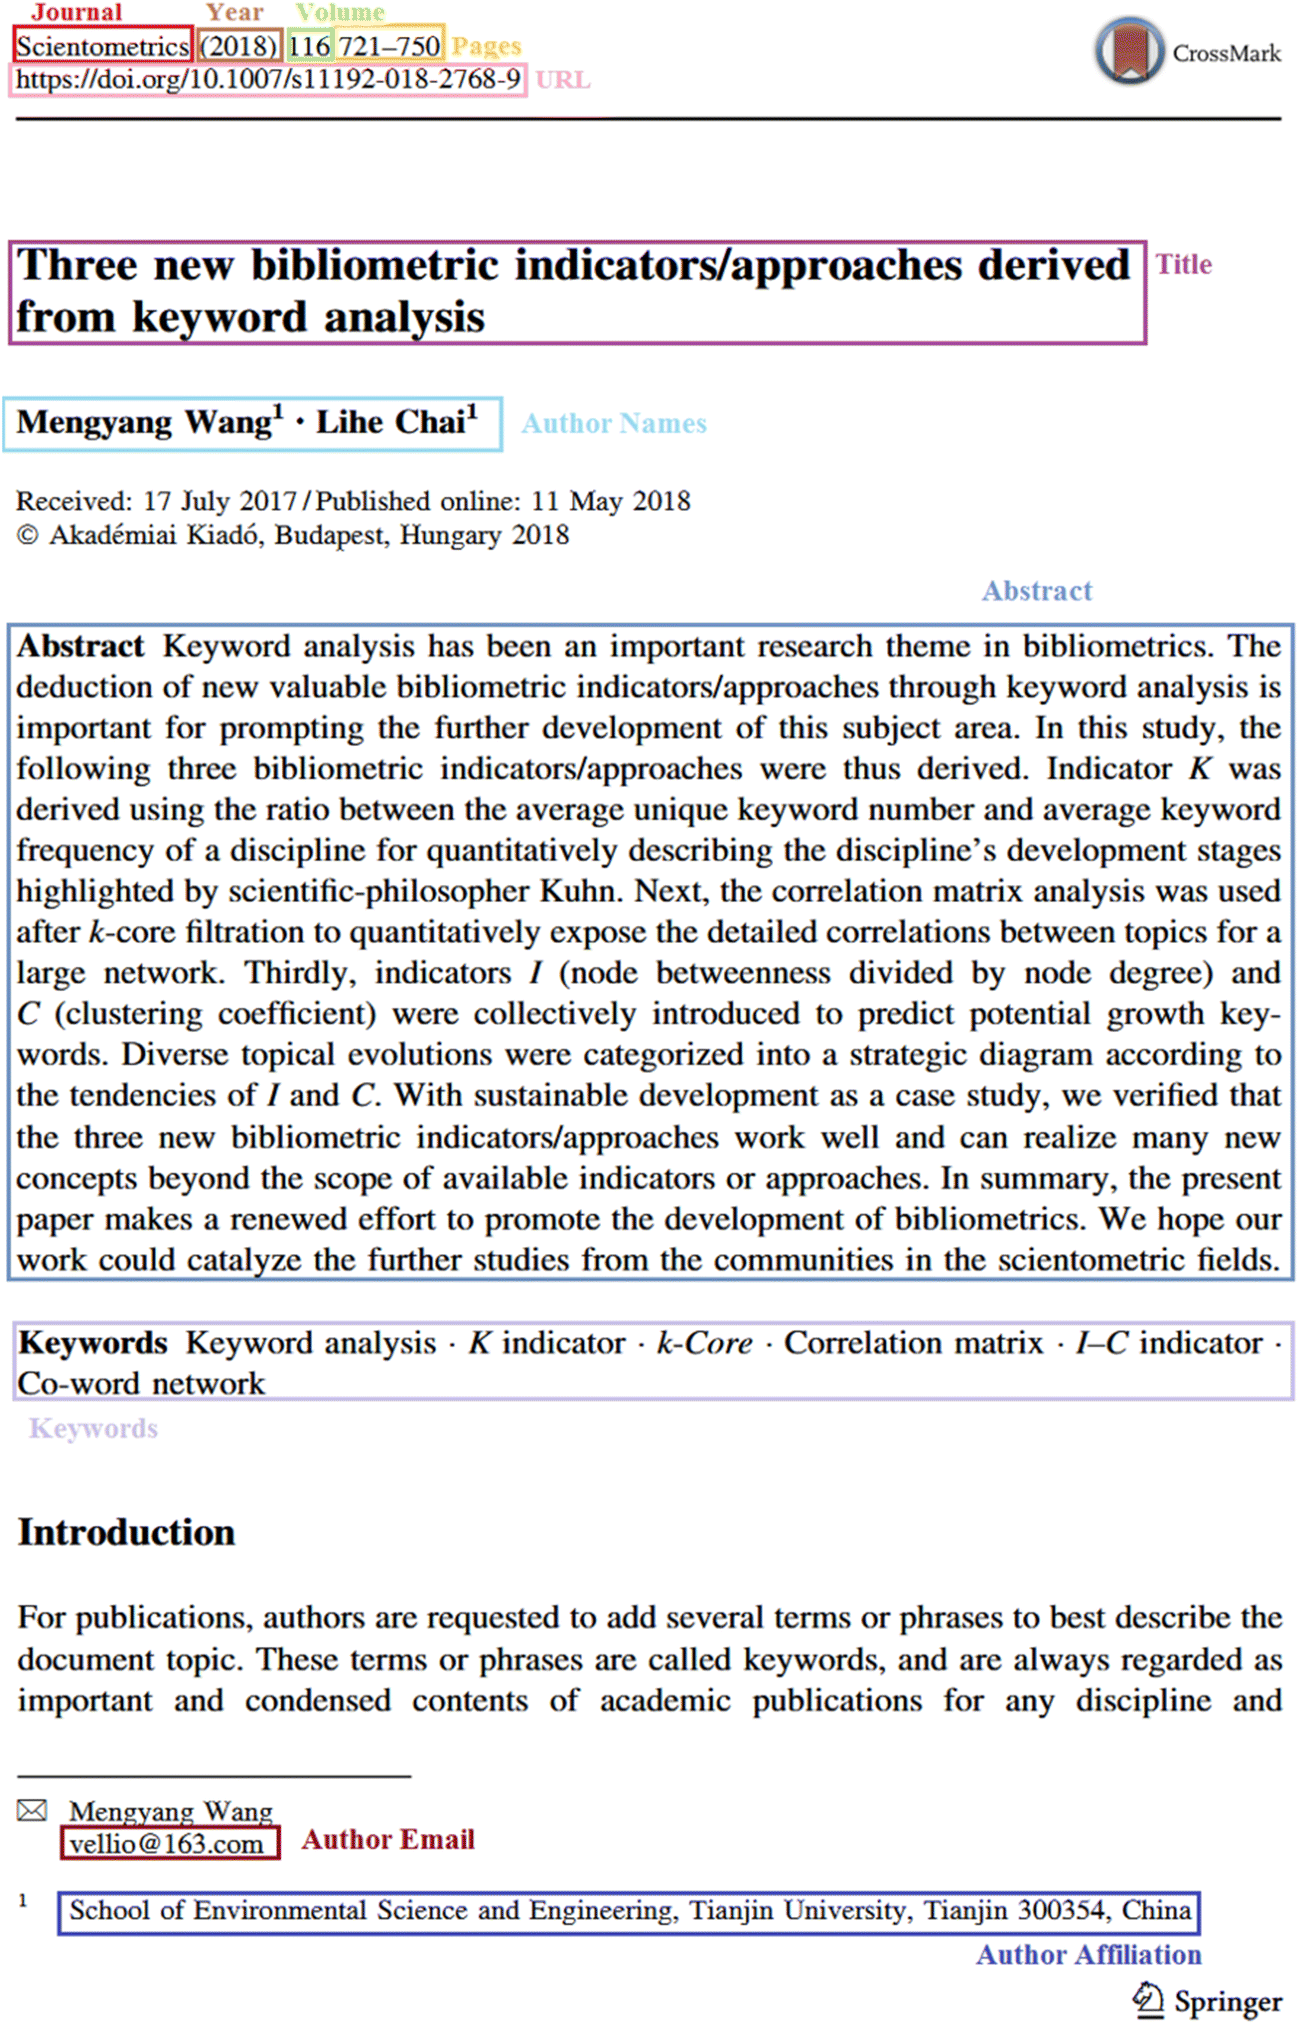 Journal Year Volume
Scientometrics (2018) 116 721–750 Pages
https://doi.org/10.1007/s11192-018-2768-9 URL
CrossMark
Three new bibliometric indicators/approaches derived Title
from keyword analysis
Mengyang Wang¹ · Lihe Chai¹ Author Names
Received: 17 July 2017 / Published online: 11 May 2018
© Akadémiai Kiadó, Budapest, Hungary 2018
Abstract
Abstract Keyword analysis has been an important research theme in bibliometrics. The
deduction of new valuable bibliometric indicators/approaches through keyword analysis is
important for prompting the further development of this subject area. In this study, the
following three bibliometric indicators/approaches were thus derived. Indicator K was
derived using the ratio between the average unique keyword number and average keyword
frequency of a discipline for quantitatively describing the discipline’s development stages
highlighted by scientific-philosopher Kuhn. Next, the correlation matrix analysis was used
after k-core filtration to quantitatively expose the detailed correlations between topics for a
large network. Thirdly, indicators I (node betweenness divided by node degree) and
C (clustering coefficient) were collectively introduced to predict potential growth key-
words. Diverse topical evolutions were categorized into a strategic diagram according to
the tendencies of I and C. With sustainable development as a case study, we verified that
the three new bibliometric indicators/approaches work well and can realize many new
concepts beyond the scope of available indicators or approaches. In summary, the present
paper makes a renewed effort to promote the development of bibliometrics. We hope our
work could catalyze the further studies from the communities in the scientometric fields.
Keywords Keyword analysis · K indicator · k-Core · Correlation matrix · I–C indicator ·
Co-word network
Keywords
Introduction
For publications, authors are requested to add several terms or phrases to best describe the
document topic. These terms or phrases are called keywords, and are always regarded as
important and condensed contents of academic publications for any discipline and
Mengyang Wang
vellio@163.com Author Email
1 School of Environmental Science and Engineering, Tianjin University, Tianjin 300354, China
Author Affiliation
Springer